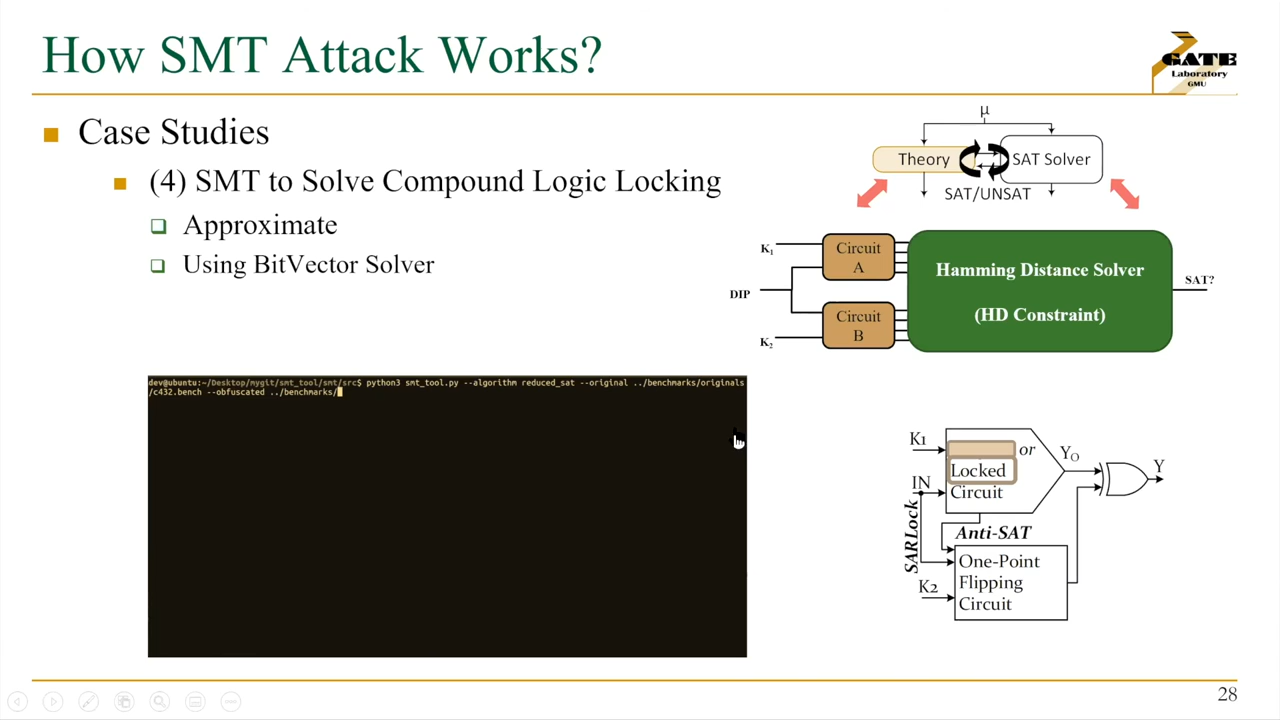 How SMT Attack Works?
GATE
Laboratory
GMU
Case Studies
(4) SMT to Solve Compound Logic Locking
Approximate
Using BitVector Solver
μ
Theory
SAT Solver
SAT/UNSAT
K1
DIP
K2
Circuit
A
Circuit
B
Hamming Distance Solver
(HD Constraint)
SAT?
dev@ubuntu:~/Desktop/mygit/smt_tool/smt/src$ python3 smt_tool.py --algorithm reduced_sat --original ../benchmarks/originals
/c432.bench --obfuscated ../benchmarks/
K1
or
Locked
Circuit
YO
Y
IN
SARLock
Anti-SAT
One-Point
Flipping
Circuit
K2
28